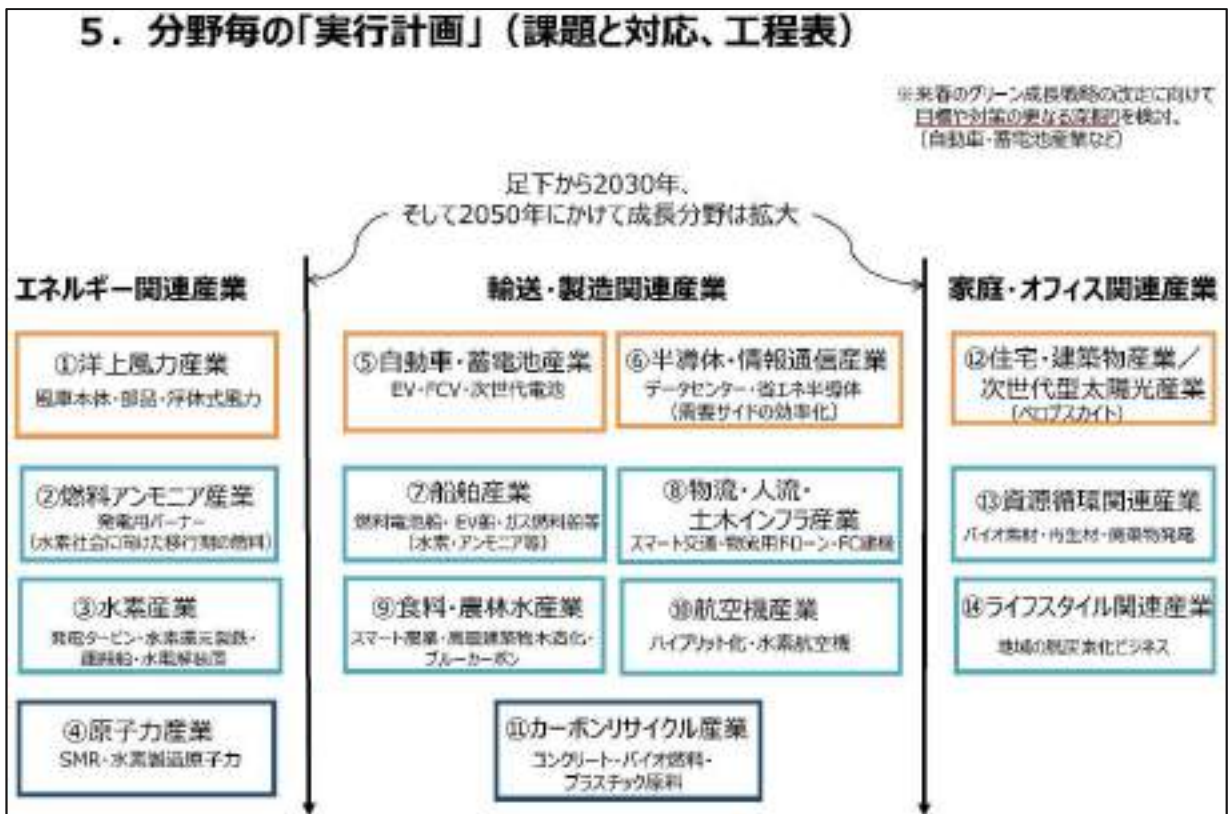 ５．分野毎の「実行計画」（課題と対応、工程表）
※来春のグリーン成長戦略の改定に向けて
目標や対策の更なる深掘りを検討。
（自動車・蓄電池産業など）
足下から2030年、
そして2050年にかけて成長分野は拡大
エネルギー関連産業
①洋上風力産業
風車本体・部品・浮体式風力
②燃料アンモニア産業
発電用バーナー
（水素社会に向けた移行期の燃料）
③水素産業
発電タービン・水素還元製鉄・
運搬船・水電解装置
④原子力産業
SMR・水素製造原子力
輸送・製造関連産業
⑤自動車・蓄電池産業
EV・FCV・次世代電池
⑥半導体・情報通信産業
データセンター・省エネ半導体
（需要サイドの効率化）
⑦船舶産業
燃料電池船・EV船・ガス燃料船等
（水素・アンモニア等）
⑧物流・人流・
土木インフラ産業
スマート交通・物流用ドローン・FC建機
⑨食料・農林水産業
スマート農業・高層建築物木造化・
ブルーカーボン
⑩航空機産業
ハイブリット化・水素航空機
⑪カーボンリサイクル産業
コンクリート・バイオ燃料・
プラスチック原料
家庭・オフィス関連産業
⑫住宅・建築物産業／
次世代型太陽光産業
（ペロブスカイト）
⑬資源循環関連産業
バイオ素材・再生材・廃棄物発電
⑭ライフスタイル関連産業
地域の脱炭素化ビジネス